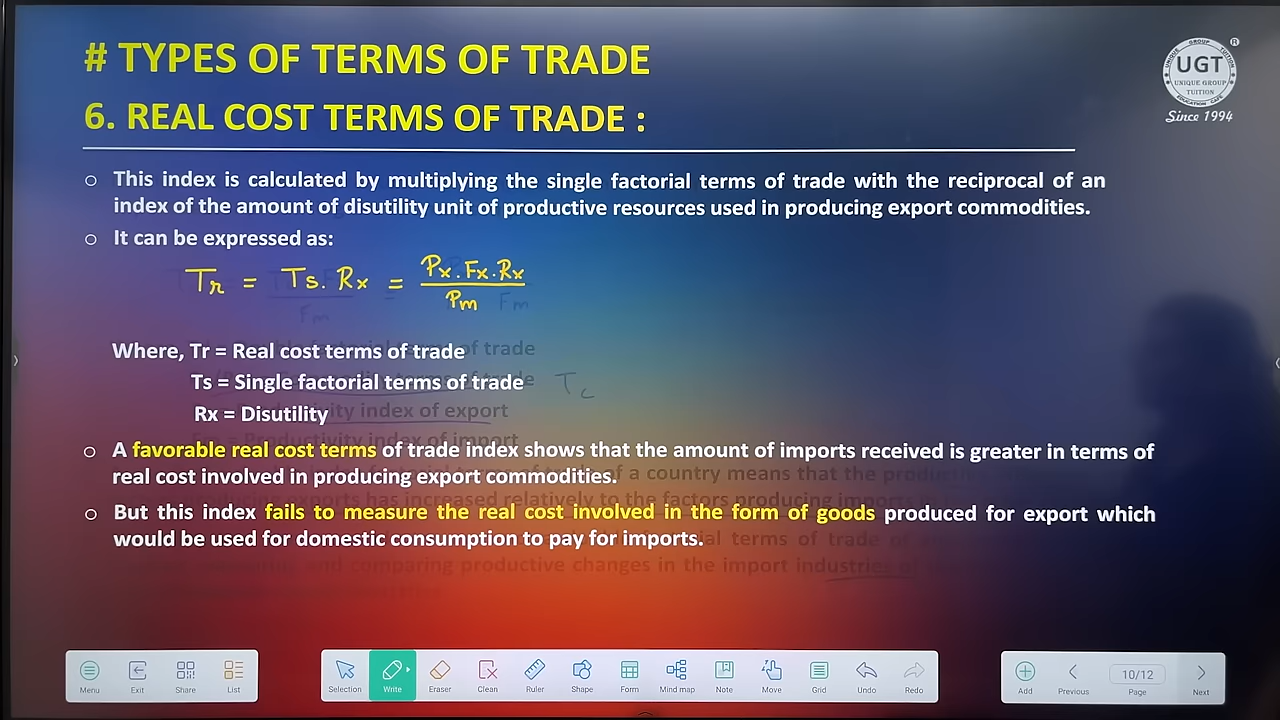 # TYPES OF TERMS OF TRADE
6. REAL COST TERMS OF TRADE :
UGT
UNIQUE GROUP
TUITION
Since 1994
This index is calculated by multiplying the single factorial terms of trade with the reciprocal of an
index of the amount of disutility unit of productive resources used in producing export commodities.
It can be expressed as:
Tr = Ts. Rx = Px.Fx.Rx / Pm
Where, Tr = Real cost terms of trade
Ts = Single factorial terms of trade
Rx = Disutility
A favorable real cost terms of trade index shows that the amount of imports received is greater in terms of
real cost involved in producing export commodities.
But this index fails to measure the real cost involved in the form of goods produced for export which
would be used for domestic consumption to pay for imports.
Menu Exit Share List Selection Write Eraser Clean Ruler Shape Form Mind map Note Move Grid Undo Redo Add Previous 10/12 Page Next